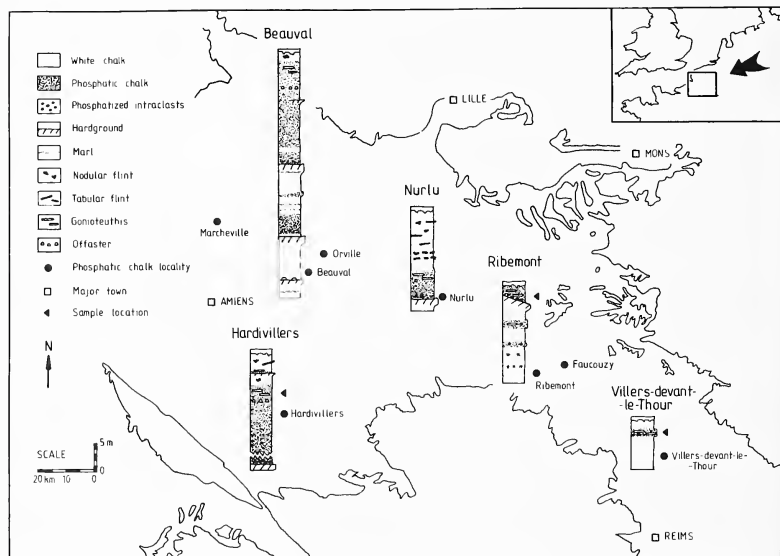 Beauval
White chalk
Phosphatic chalk
Phosphatized intraclasts
Hardground
Marl
Nodular flint
Tabular flint
Gonioteuthis
Offaster
Phosphatic chalk locality
Major town
Sample location
N
SCALE
5 m
0
20 km 10 0
LILLE
MONS
Marcheville
Orville
Beauval
AMIENS
Nurlu
Nurlu
Ribemont
Faucouzy
Ribemont
Hardivillers
Hardivillers
Villers-devant-
-le-Thour
Villers-devant-le-
-Thour
REIMS